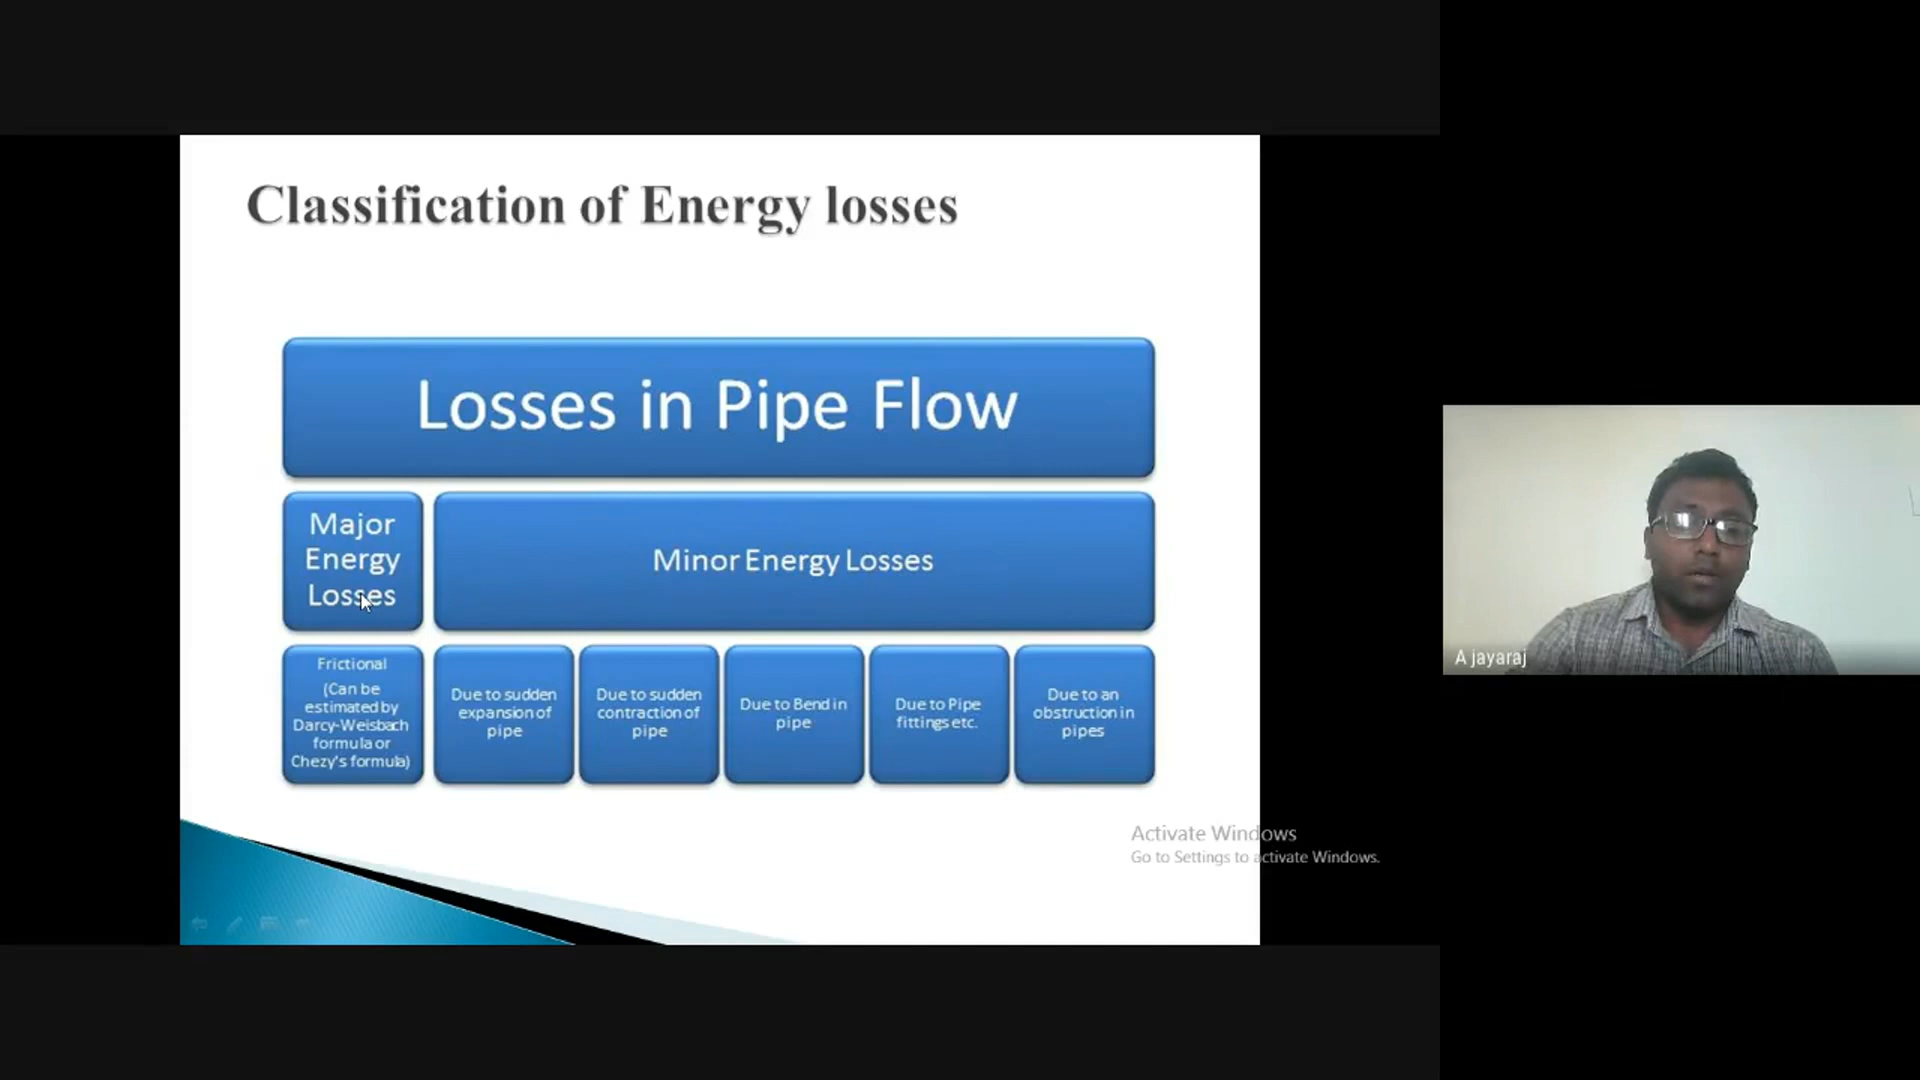 Classification of Energy losses
Losses in Pipe Flow
Major
Energy
Losses
Minor Energy Losses
Frictional
(Can be
estimated by
Darcy-Weisbach
formula or
Chezy's formula)
Due to sudden
expansion of
pipe
Due to sudden
contraction of
pipe
Due to Bend in
pipe
Due to Pipe
fittings etc.
Due to an
obstruction in
pipes
Activate Windows
Go to Settings to activate Windows.
A jayaraj